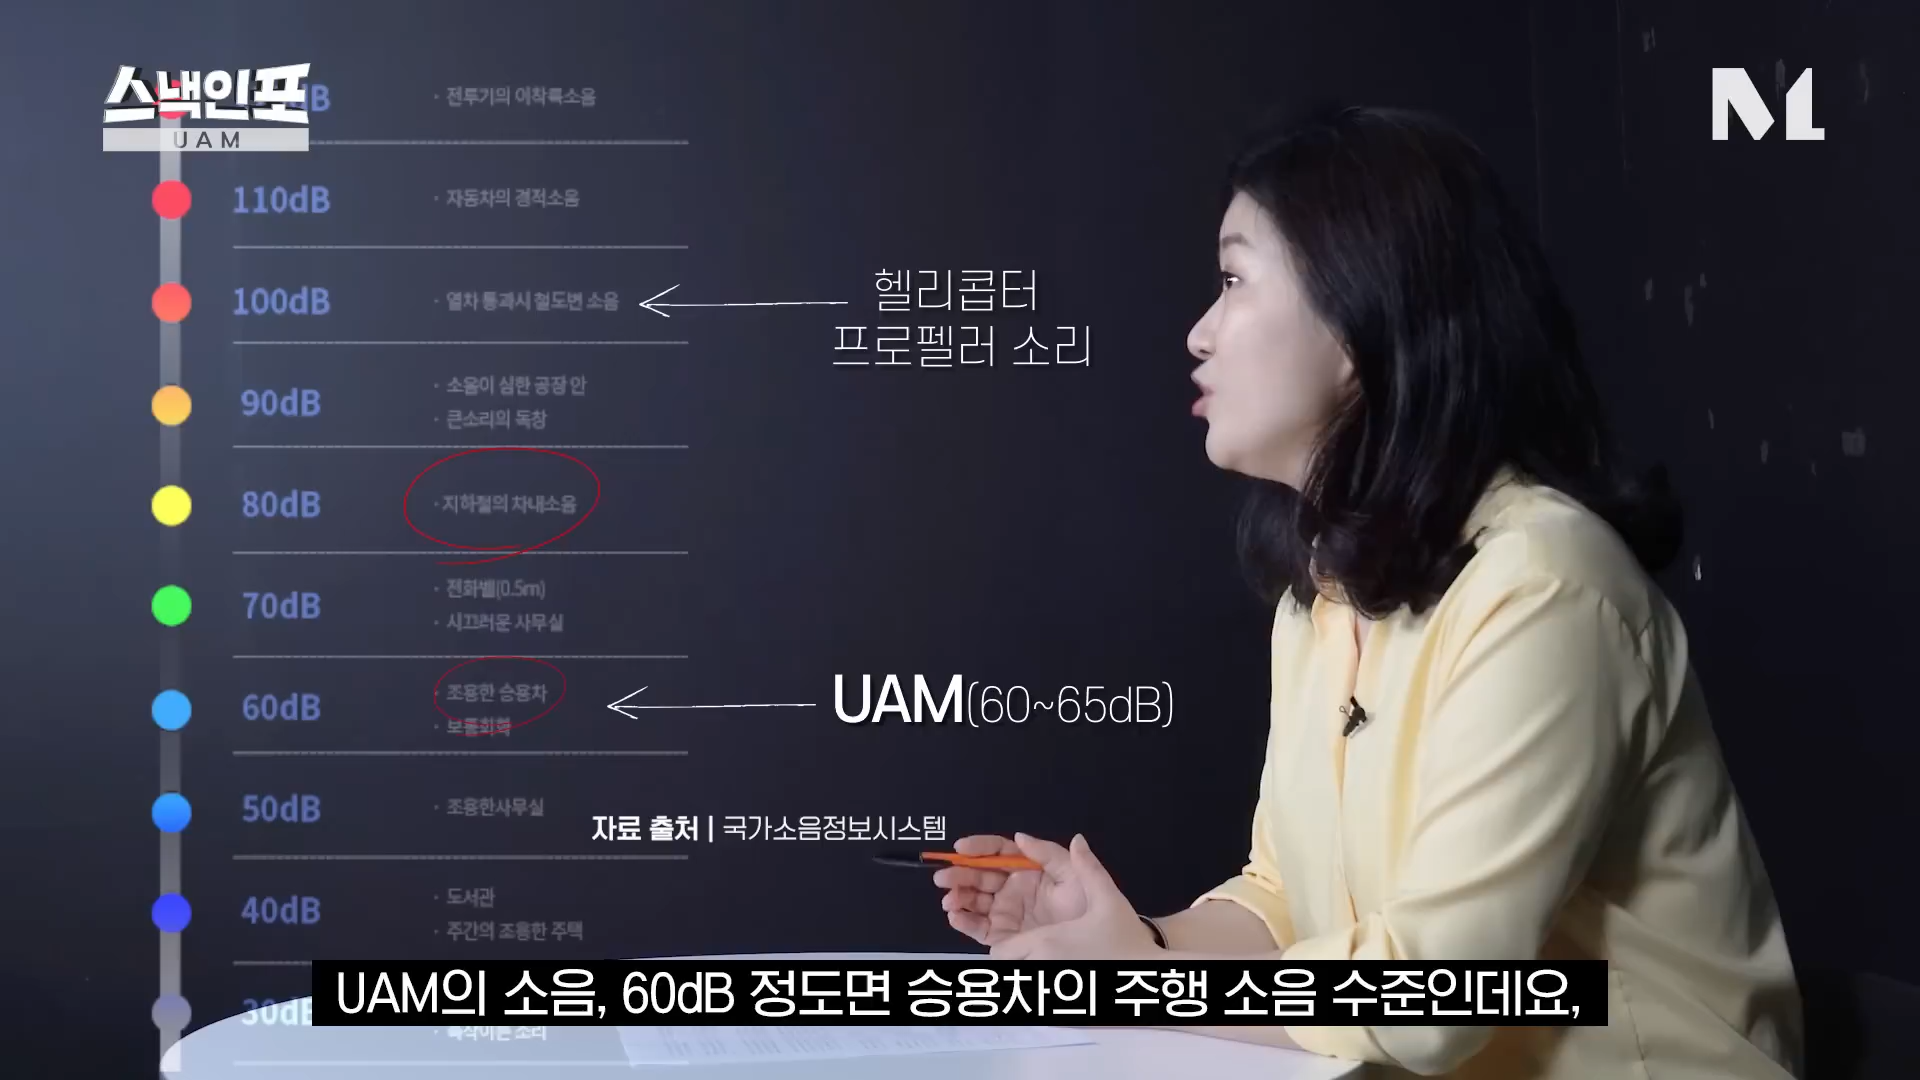 스낵인포
UAM
ML
· 전투기의 이착륙소음
110dB
· 자동차의 경적소음
100dB
· 열차 통과시 철도변 소음
헬리콥터
프로펠러 소리
90dB
· 소음이 심한 공장 안
· 큰소리의 독창
80dB
· 지하철의 차내소음
70dB
· 전화벨(0.5m)
· 시끄러운 사무실
60dB
· 조용한 승용차
· 보통회화
UAM(60~65dB)
50dB
· 조용한사무실
자료 출처 | 국가소음정보시스템
40dB
· 도서관
· 주간의 조용한 주택
30dB
UAM의 소음, 60dB 정도면 승용차의 주행 소음 수준인데요,